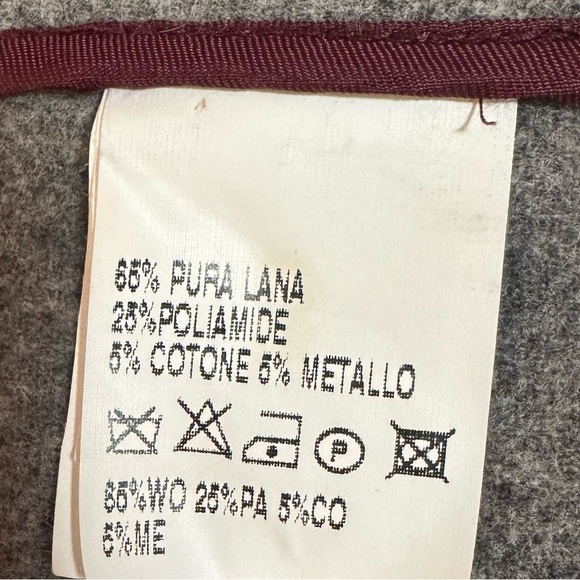 65% PURA LANA
25%POLIAMIDE
5% COTONE 5% METALLO
P
65%WO 25%PA 5%CO
5%ME